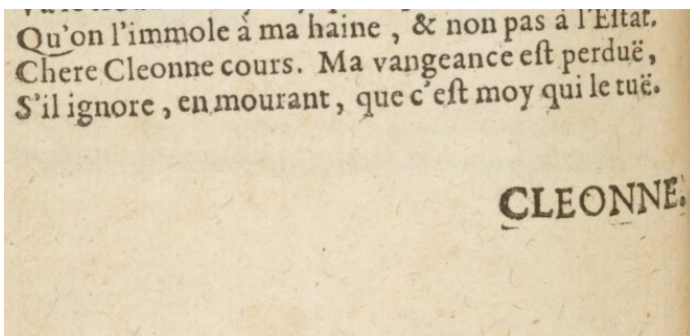 Qu'on l'immole à ma haine, & non pas à l'Eſtat.
Chere Cleonne cours. Ma vangeance eſt perduë,
S'il ignore, en mourant, que c'eſt moy qui le tuë.
CLEONNE.